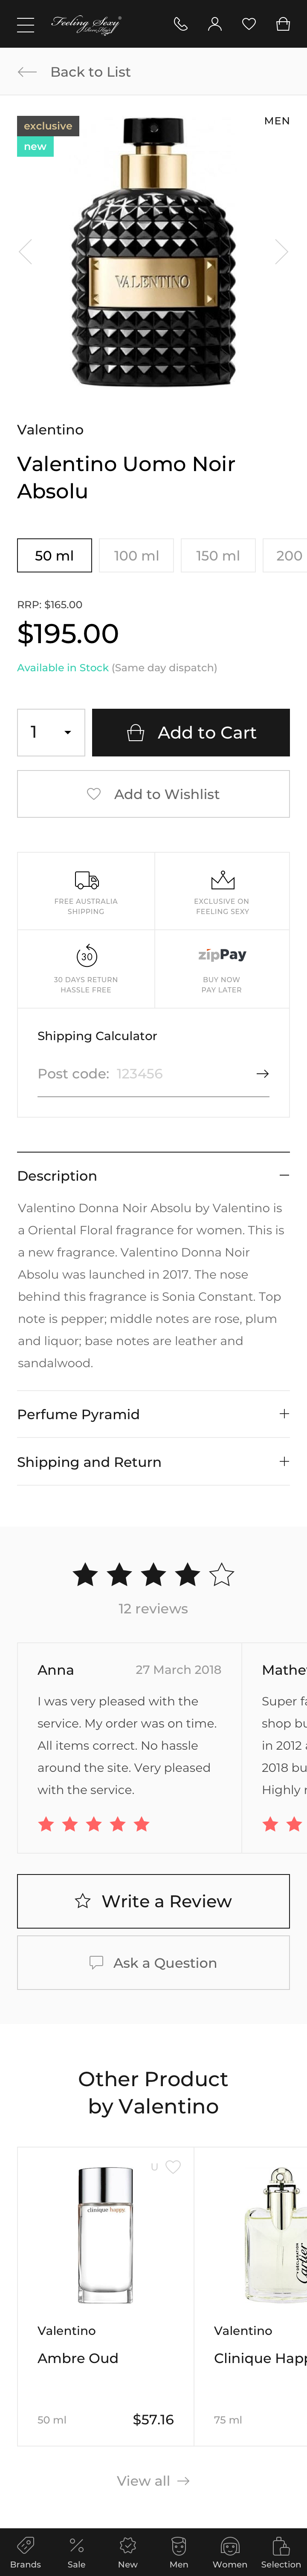 Feeling Sexy
Back to List
exclusive
MEN
new
VALENTINO
Valentino
Valentino Uomo Noir
Absolu
50 ml
100 ml
150 ml
200
RRP: $165.00
$195.00
Available in Stock (Same day dispatch)
1
Add to Cart
Add to Wishlist
FREE AUSTRALIA
SHIPPING
EXCLUSIVE ON
FEELING SEXY
30
30 DAYS RETURN
HASSLE FREE
zipPay
BUY NOW
PAY LATER
Shipping Calculator
Post code: 123456
Description
Valentino Donna Noir Absolu by Valentino is
a Oriental Floral fragrance for women. This is
a new fragrance. Valentino Donna Noir
Absolu was launched in 2017. The nose
behind this fragrance is Sonia Constant. Top
note is pepper; middle notes are rose, plum
and liquor; base notes are leather and
sandalwood.
Perfume Pyramid
Shipping and Return
12 reviews
Anna
27 March 2018
I was very pleased with the
service. My order was on time.
All items correct. No hassle
around the site. Very pleased
with the service.
Mathe
Super fa
shop bu
in 2012
2018 bu
Highly r
Write a Review
Ask a Question
Other Product
by Valentino
U
clinique happy.
Valentino
Ambre Oud
50 ml
$57.16
Cartier
Valentino
Clinique Happ
75 ml
View all
Brands
Sale
New
Men
Women
Selection